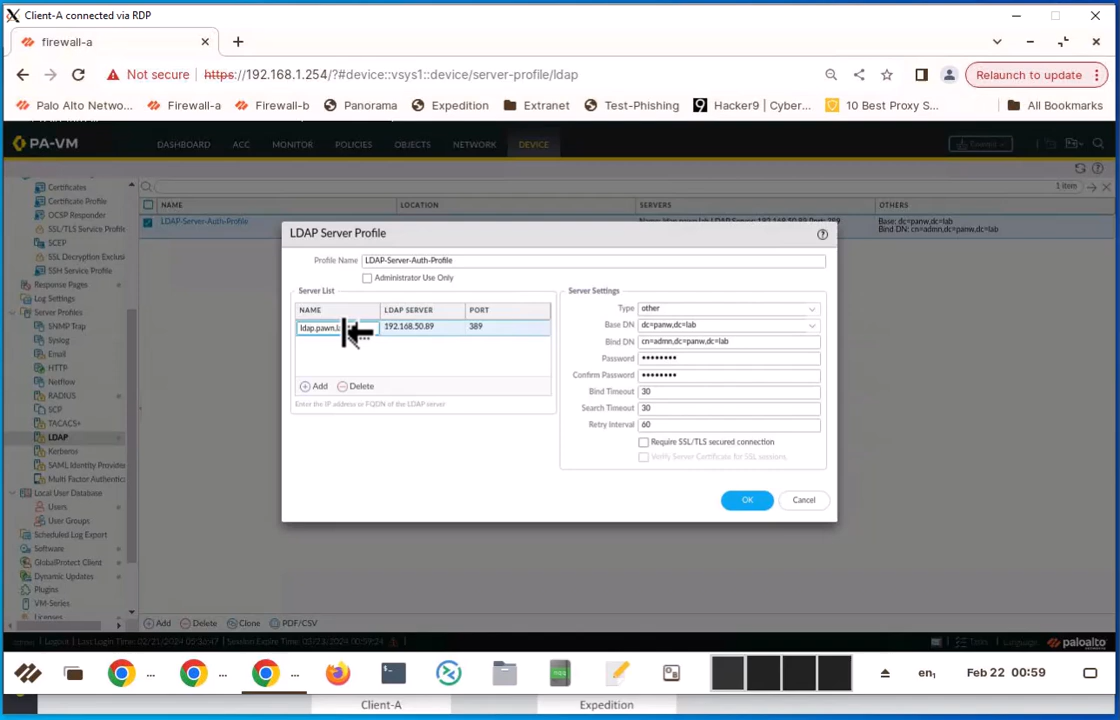 Client-A connected via RDP
firewall-a
Not secure https://192.168.1.254/?#device::vsys1::device/server-profile/ldap
Relaunch to update
Palo Alto Netwo...
Firewall-a
Firewall-b
Panorama
Expedition
Extranet
Test-Phishing
Hacker9 | Cyber...
10 Best Proxy S...
All Bookmarks
PA-VM
DASHBOARD
ACC
MONITOR
POLICIES
OBJECTS
NETWORK
DEVICE
Commit
1 item
Certificates
Certificate Profile
OCSP Responder
SSL/TLS Service Profile
SCEP
SSL Decryption Exclus
SSH Service Profile
Response Pages
Log Settings
Server Profiles
SNMP Trap
Syslog
Email
HTTP
Netflow
RADIUS
SCP
TACACS+
LDAP
Kerberos
SAML Identity Provider
Multi Factor Authentic
Local User Database
Users
User Groups
Scheduled Log Export
Software
GlobalProtect Client
Dynamic Updates
Plugins
VM-Series
Licenses
NAME
LOCATION
SERVERS
OTHERS
LDAP-Server-Auth-Profile
Base: dc=panw,dc=lab
Bind DN: cn=admn,dc=panw,dc=lab
LDAP Server Profile
Profile Name LDAP-Server-Auth-Profile
Administrator Use Only
Server List
NAME LDAP SERVER PORT
192.168.50.89 389
Add Delete
Enter the IP address or FQDN of the LDAP server
Server Settings
Type other
Base DN dc=panw,dc=lab
Bind DN cn=admn,dc=panw,dc=lab
Password ••••••••
Confirm Password ••••••••
Bind Timeout 30
Search Timeout 30
Retry Interval 60
Require SSL/TLS secured connection
Verify Server Certificate for SSL sessions
OK Cancel
Add Delete Clone PDF/CSV
Logout
Tasks
Language
paloalto
en₁
Feb 22 00:59
Client-A
Expedition